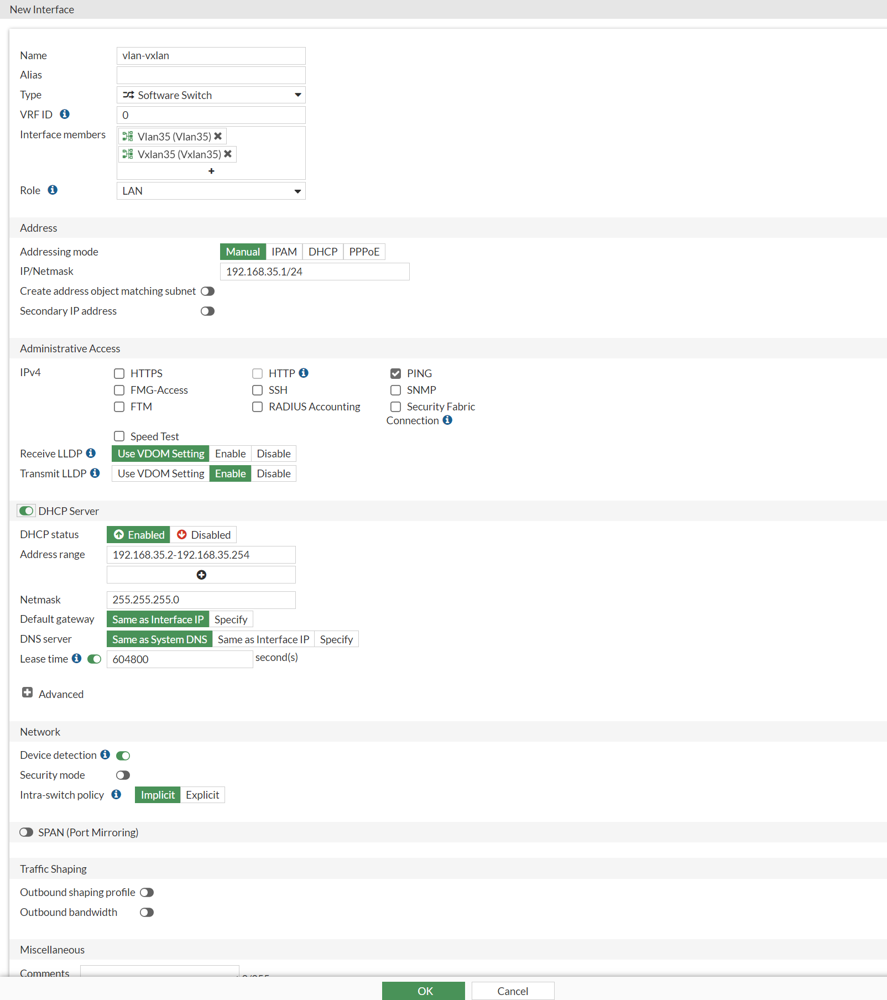 New Interface
Name vlan-vxlan
Alias
Type Software Switch
VRF ID 0
Interface members Vlan35 (Vlan35)
Vxlan35 (Vxlan35)
+
Role LAN
Address
Addressing mode Manual IPAM DHCP PPPoE
IP/Netmask 192.168.35.1/24
Create address object matching subnet
Secondary IP address
Administrative Access
IPv4 HTTPS HTTP PING
FMG-Access SSH SNMP
FTM RADIUS Accounting Security Fabric
Connection
Speed Test
Receive LLDP Use VDOM Setting Enable Disable
Transmit LLDP Use VDOM Setting Enable Disable
DHCP Server
DHCP status Enabled Disabled
Address range 192.168.35.2-192.168.35.254
Netmask 255.255.255.0
Default gateway Same as Interface IP Specify
DNS server Same as System DNS Same as Interface IP Specify
Lease time 604800 second(s)
Advanced
Network
Device detection
Security mode
Intra-switch policy Implicit Explicit
SPAN (Port Mirroring)
Traffic Shaping
Outbound shaping profile
Outbound bandwidth
Miscellaneous
Comments
OK Cancel